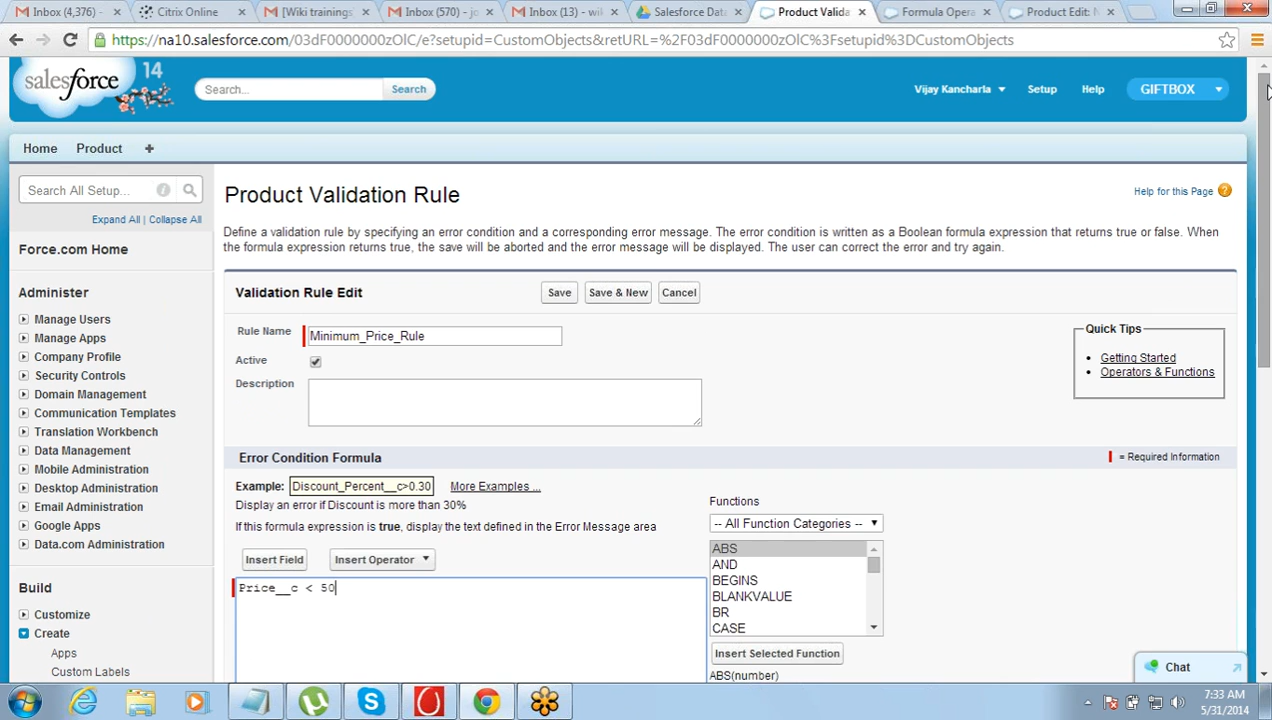 Inbox (4,376)
Citrix Online
[Wiki trainings
Inbox (570) - jo
Inbox (13) - wil
Salesforce Dat
Product Valida
Formula Opera
Product Edit: N
https://na10.salesforce.com/03dF0000000zOlC/e?setupid=CustomObjects&retURL=%2F03dF0000000zOlC%3Fsetupid%3DCustomObjects
salesforce 14
Search...
Search
Vijay Kancharla
Setup
Help
GIFTBOX
Home
Product
+
Search All Setup...
Expand All | Collapse All
Force.com Home
Administer
Manage Users
Manage Apps
Company Profile
Security Controls
Domain Management
Communication Templates
Translation Workbench
Data Management
Mobile Administration
Desktop Administration
Email Administration
Google Apps
Data.com Administration
Build
Customize
Create
Apps
Custom Labels
Product Validation Rule
Help for this Page
Define a validation rule by specifying an error condition and a corresponding error message. The error condition is written as a Boolean formula expression that returns true or false. When
the formula expression returns true, the save will be aborted and the error message will be displayed. The user can correct the error and try again.
Validation Rule Edit
Save
Save & New
Cancel
Rule Name
Minimum_Price_Rule
Active
Description
Quick Tips
Getting Started
Operators & Functions
Error Condition Formula
= Required Information
Example: Discount_Percent__c>0.30 More Examples ...
Display an error if Discount is more than 30%
If this formula expression is true, display the text defined in the Error Message area
Insert Field
Insert Operator
Price__c < 50
Functions
-- All Function Categories --
ABS
AND
BEGINS
BLANKVALUE
BR
CASE
Insert Selected Function
ABS(number)
Chat
7:33 AM
5/31/2014